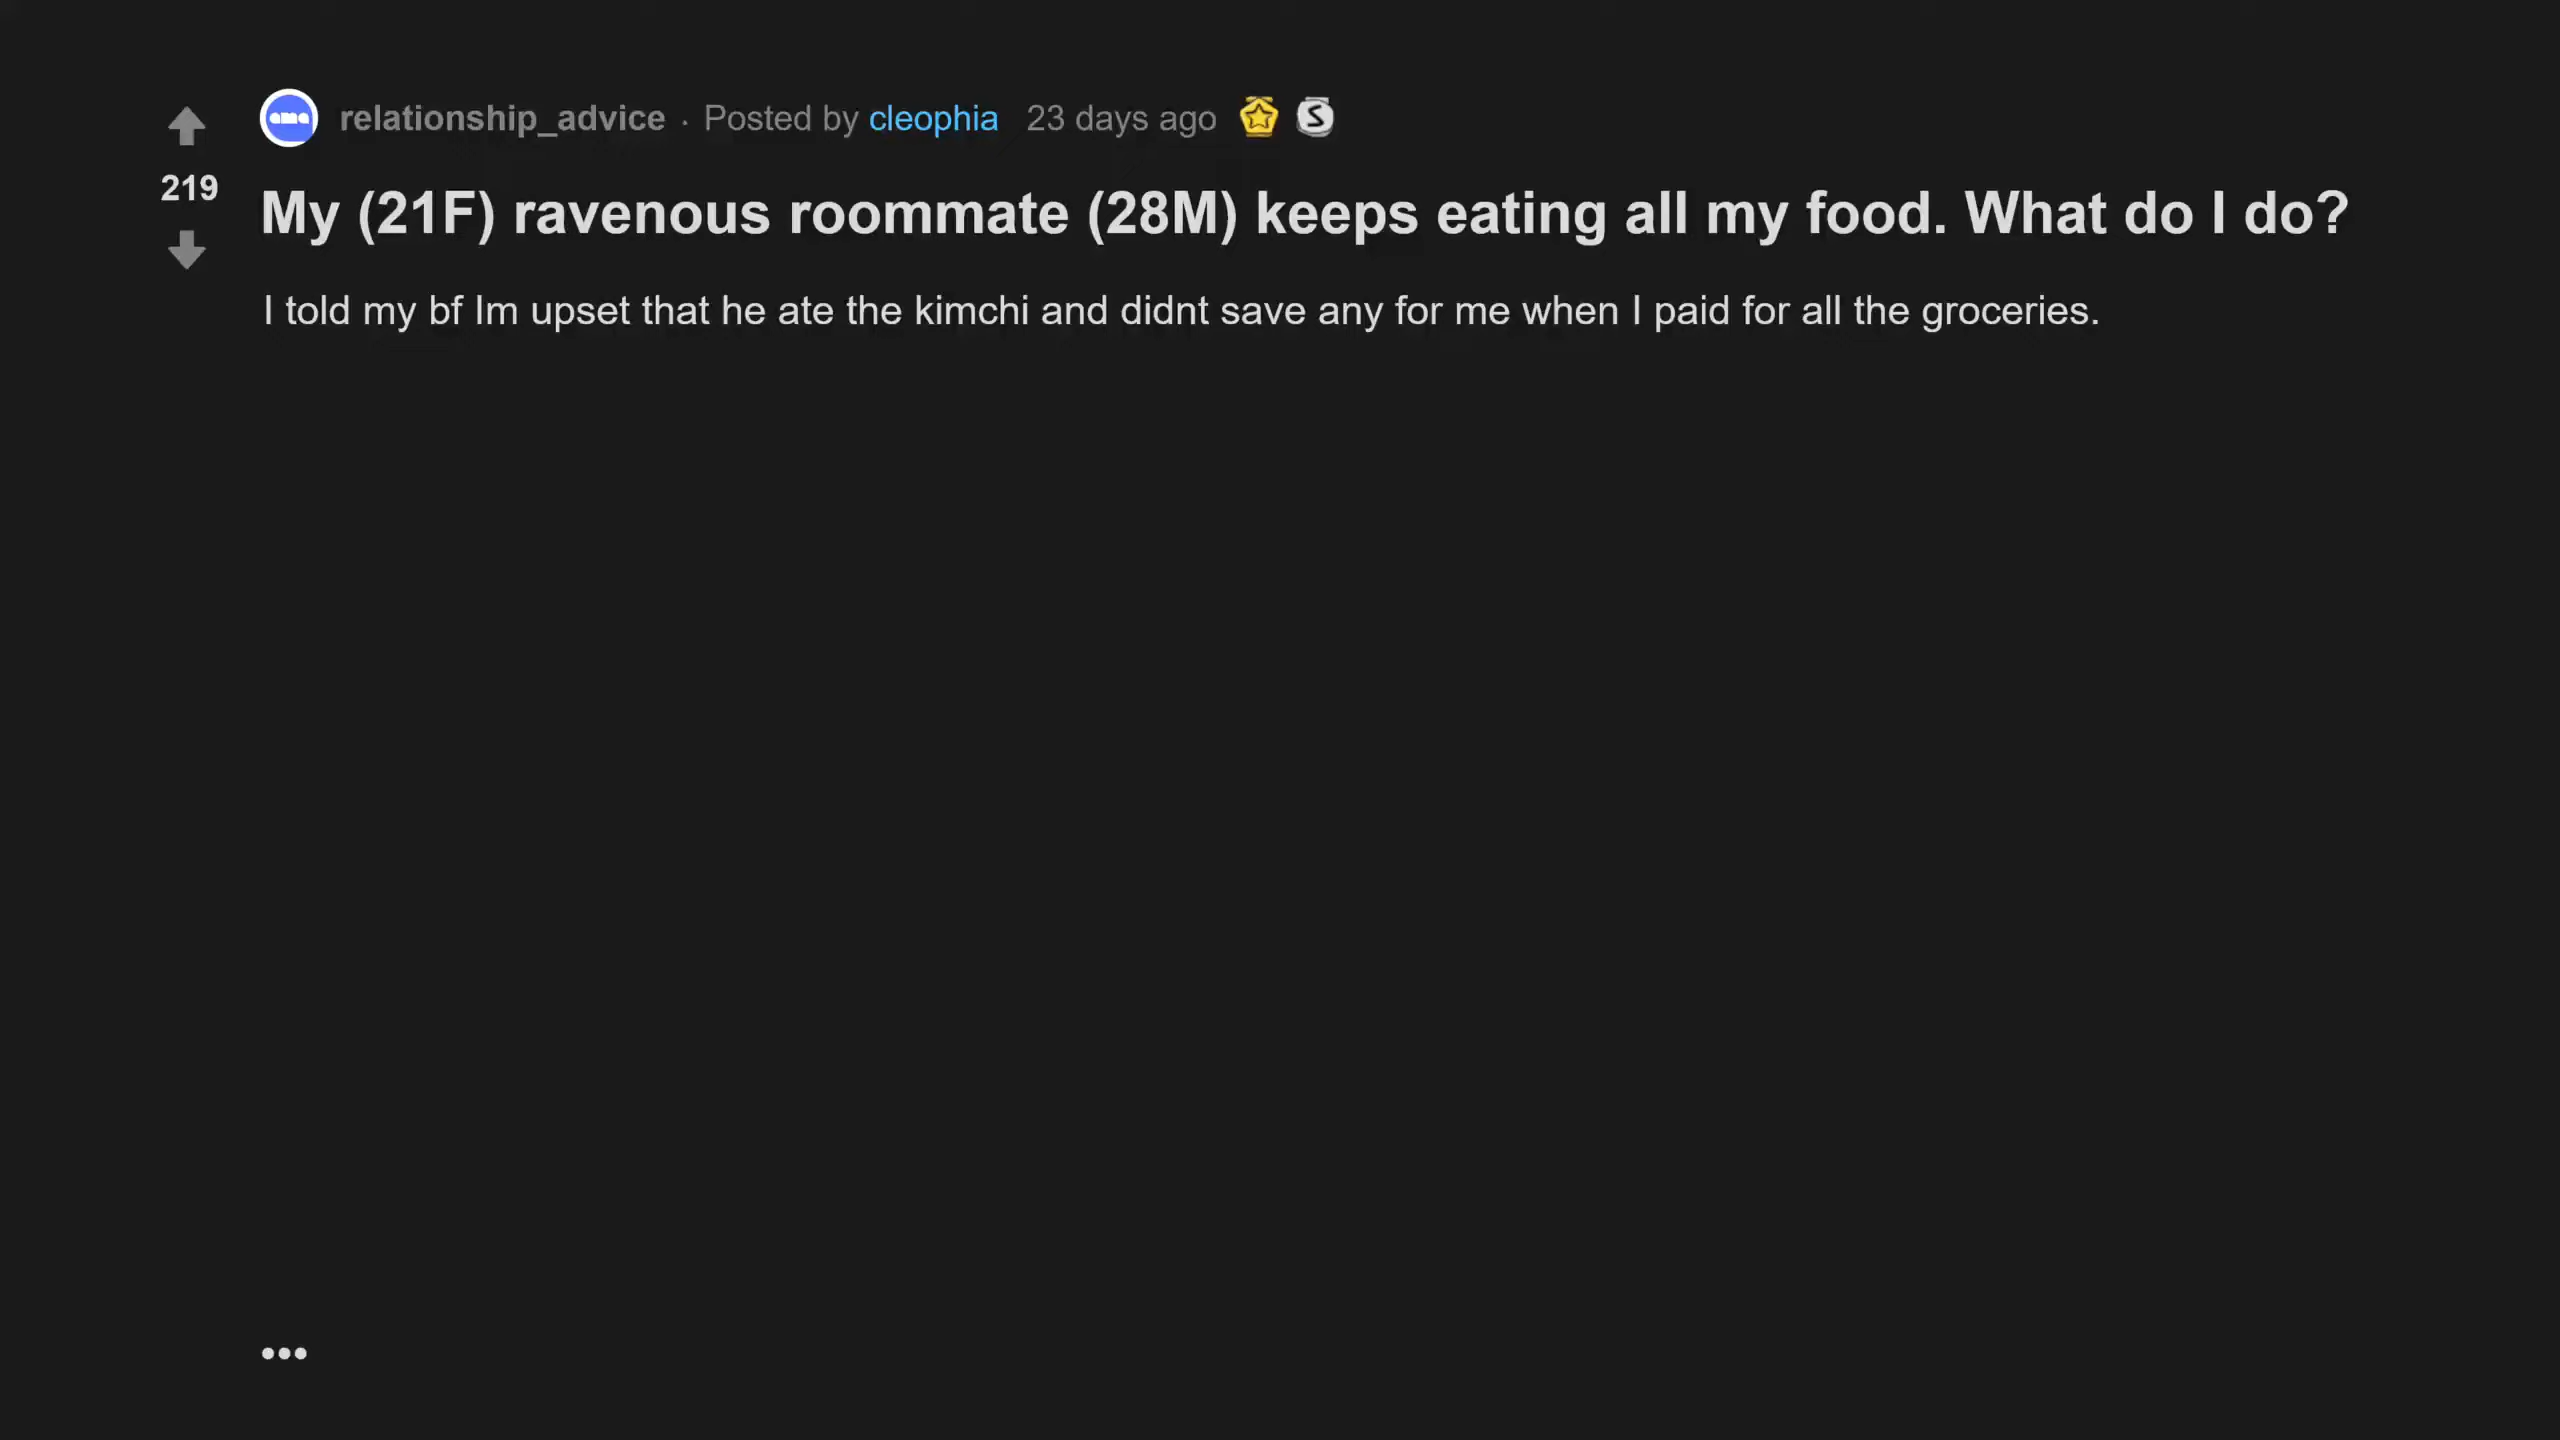 relationship_advice · Posted by cleophia 23 days ago
219
My (21F) ravenous roommate (28M) keeps eating all my food. What do I do?
I told my bf Im upset that he ate the kimchi and didnt save any for me when I paid for all the groceries.
•••